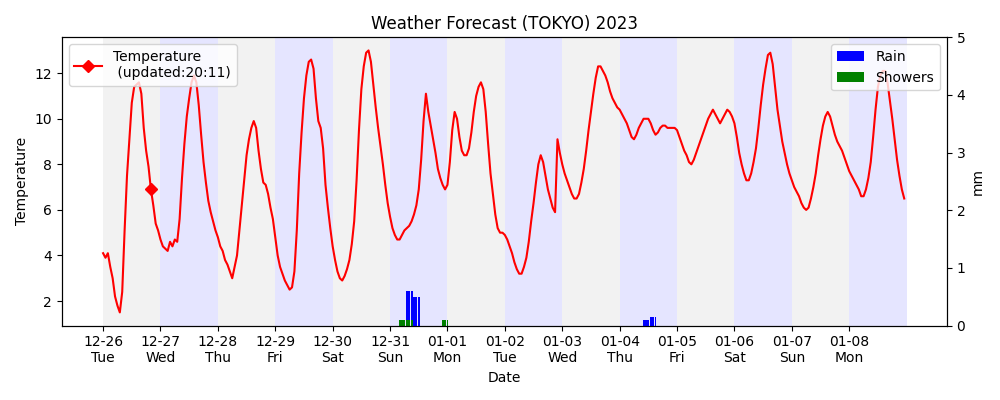 Weather Forecast (TOKYO) 2023
Temperature
(updated:20:11)
Rain
Showers
Temperature
12
10
8
6
4
2
5
4
3
2
1
0
mm
12-26 12-27 12-28 12-29 12-30 12-31 01-01 01-02 01-03 01-04 01-05 01-06 01-07 01-08
Tue Wed Thu Fri Sat Sun Mon Tue Wed Thu Fri Sat Sun Mon
Date